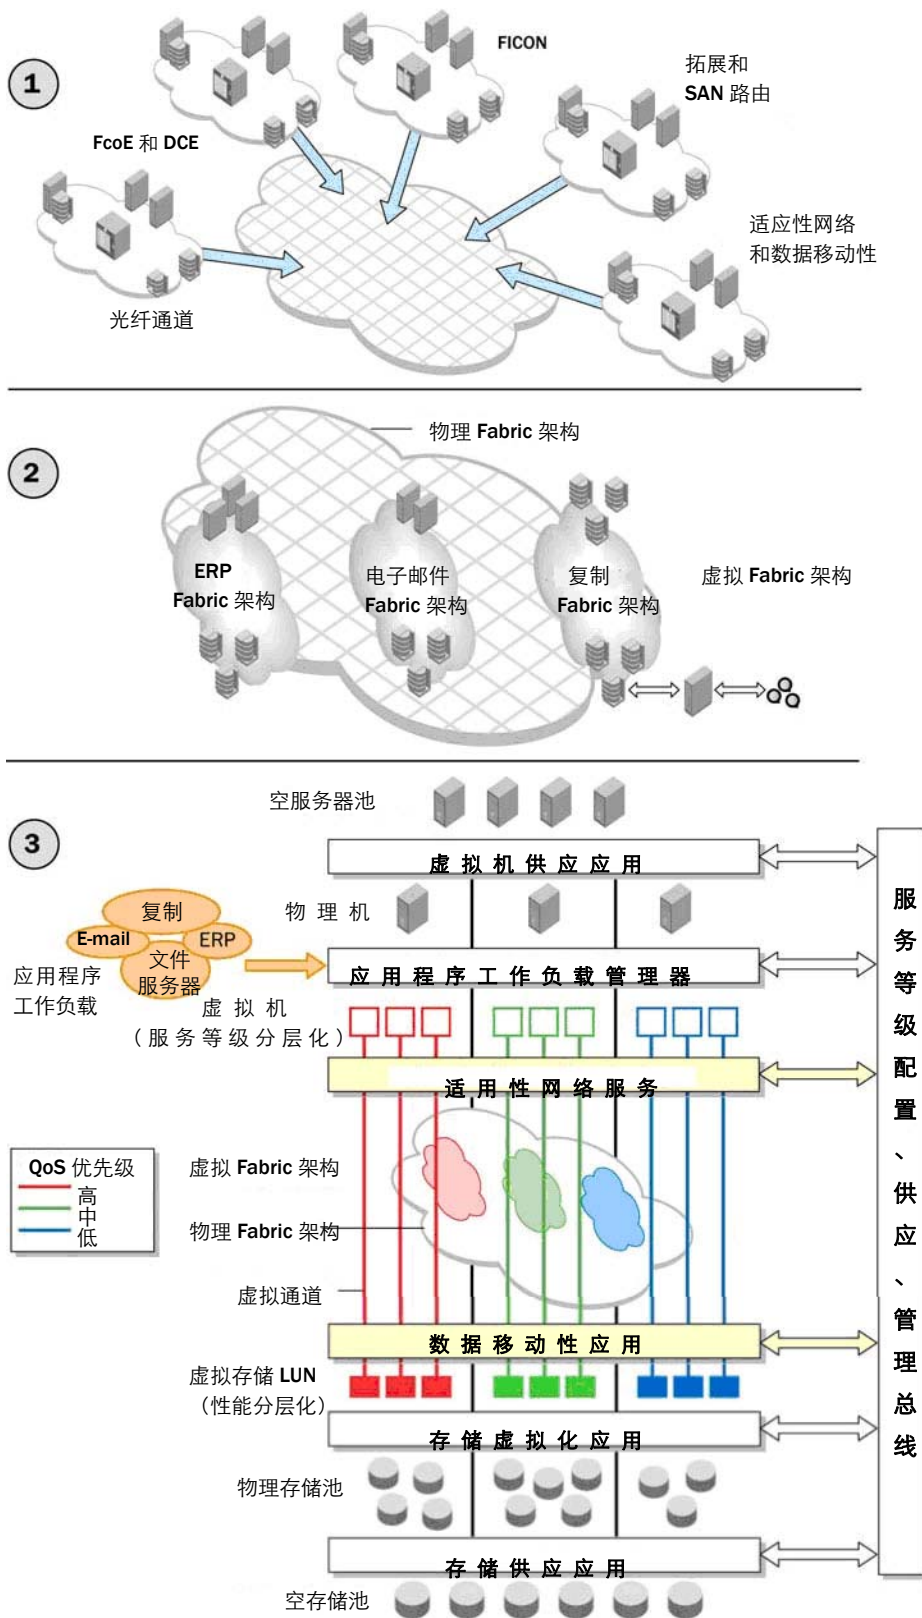 1
FICON
拓展和
SAN 路由
FcoE 和 DCE
适应性网络
和数据移动性
光纤通道
2
物理 Fabric 架构
ERP
Fabric 架构
电子邮件
Fabric 架构
复制
Fabric 架构
虚拟 Fabric 架构
3
空服务器池
虚拟机供应应用
物理机
复制
E-mail
ERP
文件
服务器
应用程序
工作负载
应用程序工作负载管理器
虚拟机
（服务等级分层化）
适用性网络服务
QoS 优先级
高
中
低
虚拟 Fabric 架构
物理 Fabric 架构
虚拟通道
数据移动性应用
虚拟存储 LUN
（性能分层化）
存储虚拟化应用
物理存储池
存储供应应用
空存储池
服务等级配置、供应、管理总线